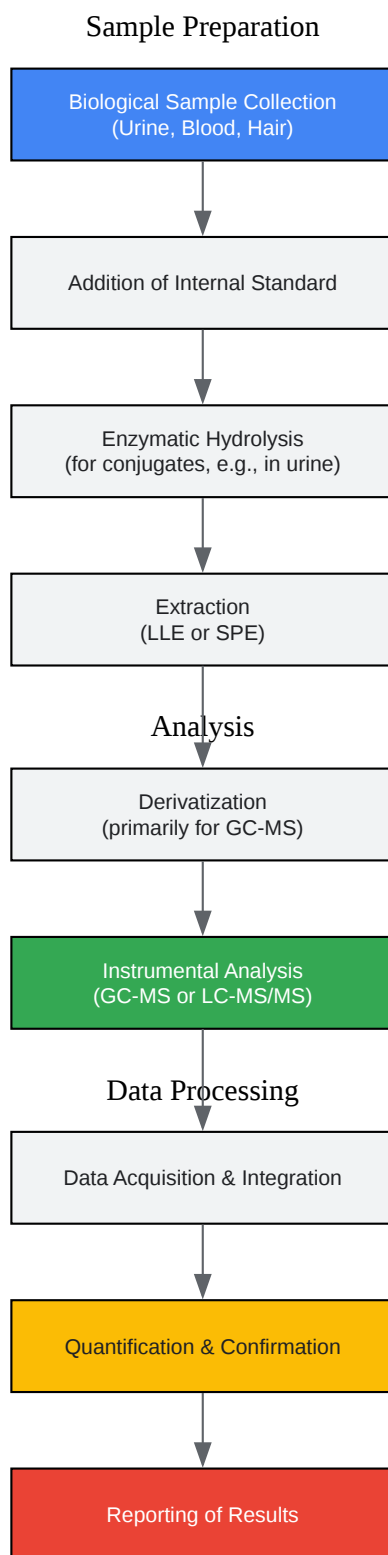 Sample Preparation
Biological Sample Collection
(Urine, Blood, Hair)
Addition of Internal Standard
Enzymatic Hydrolysis
(for conjugates, e.g., in urine)
Extraction
(LLE or SPE)
Analysis
Derivatization
(primarily for GC-MS)
Instrumental Analysis
(GC-MS or LC-MS/MS)
Data Processing
Data Acquisition & Integration
Quantification & Confirmation
Reporting of Results